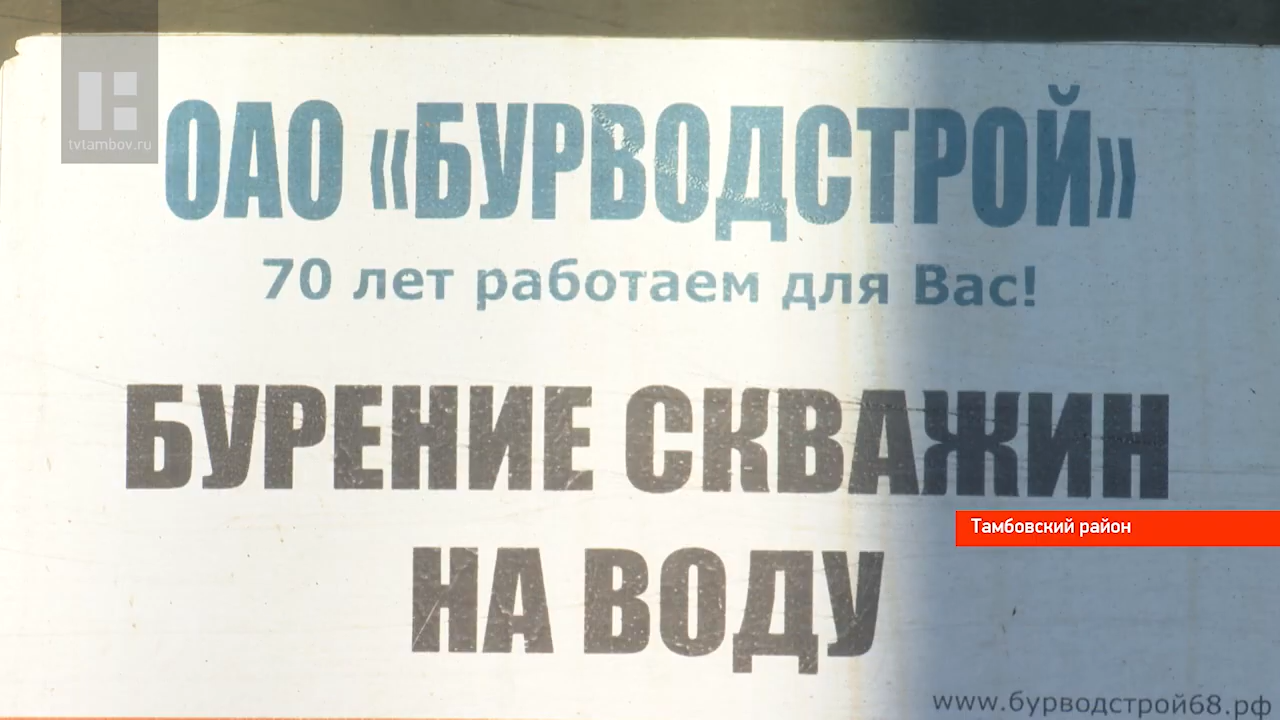 tvtambov.ru
ОАО «БУРВОДСТРОЙ»
70 лет работаем для Вас!
БУРЕНИЕ СКВАЖИН
Тамбовский район
НА ВОДУ
www.бурводстрой68.рф